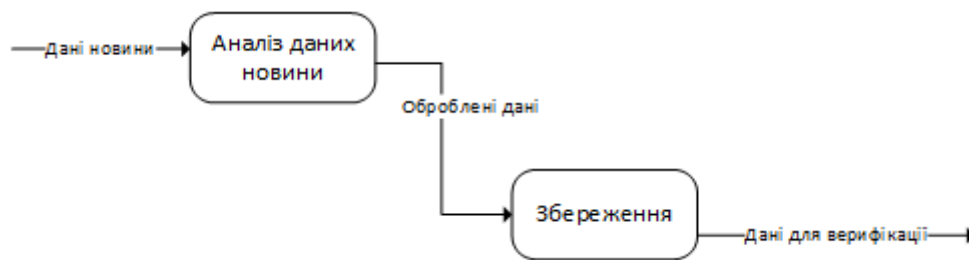 Дані новини
Аналіз даних
новини
Оброблені дані
Збереження
Дані для верифікації